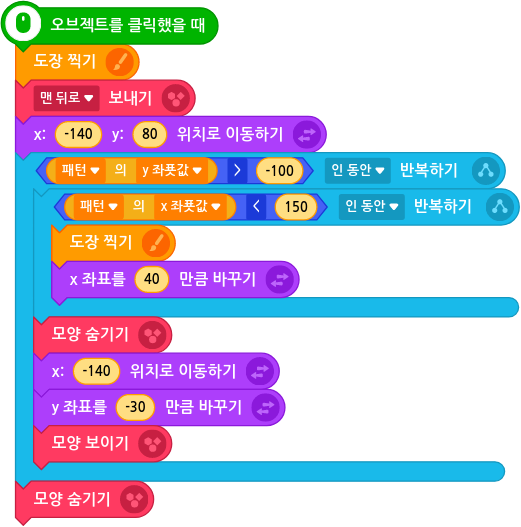 오브젝트를 클릭했을 때
도장 찍기
맨 뒤로 보내기
x: -140 y: 80 위치로 이동하기
패턴 의 y 좌푯값 > -100 인 동안 반복하기
패턴 의 x 좌푯값 < 150 인 동안 반복하기
도장 찍기
x 좌표를 40 만큼 바꾸기
모양 숨기기
x: -140 위치로 이동하기
y 좌표를 -30 만큼 바꾸기
모양 보이기
모양 숨기기